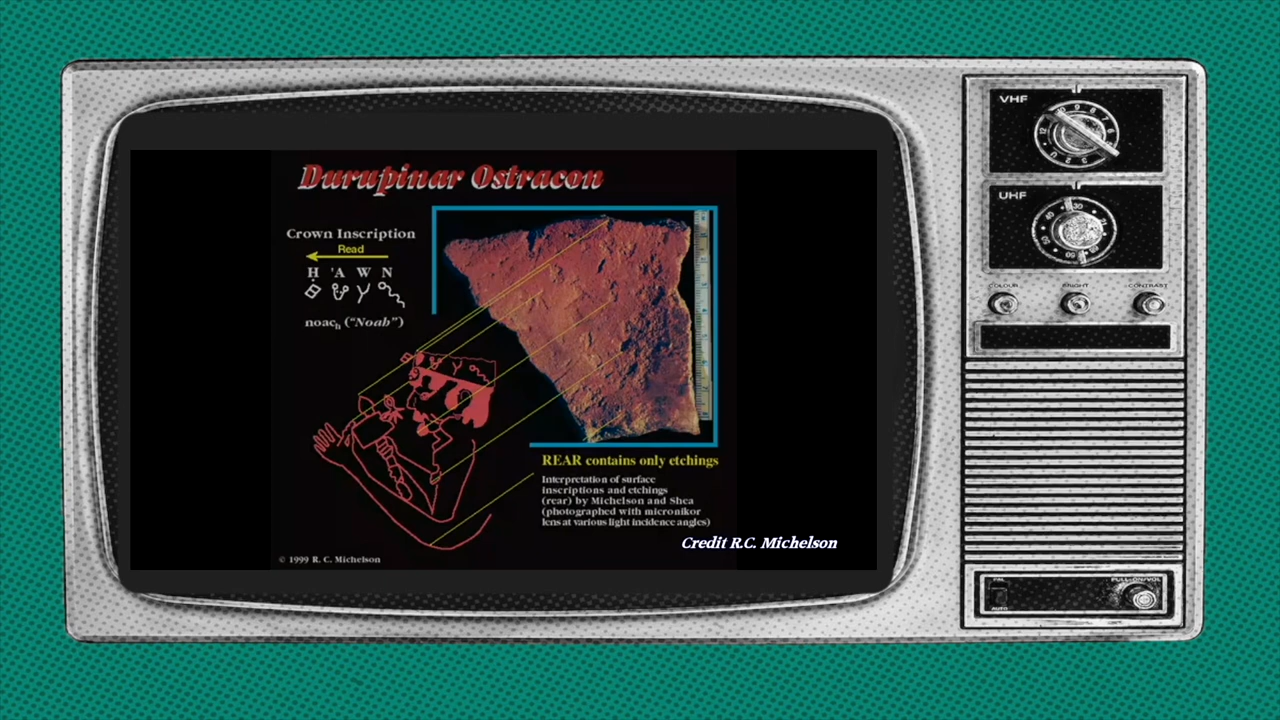 Durupinar Ostracon
Crown Inscription
Read
H 'A W N
noach ("Noah")
REAR contains only etchings
Interpretation of surface
inscriptions and etchings
(rear) by Michelson and Shea
(photographed with micronikor
lens at various light incidence angles)
Credit R.C. Michelson
© 1999 R. C. Michelson
VHF
UHF
COLOUR
BRIGHT
CONTRAST
PULL-ON/VOL
AUTO